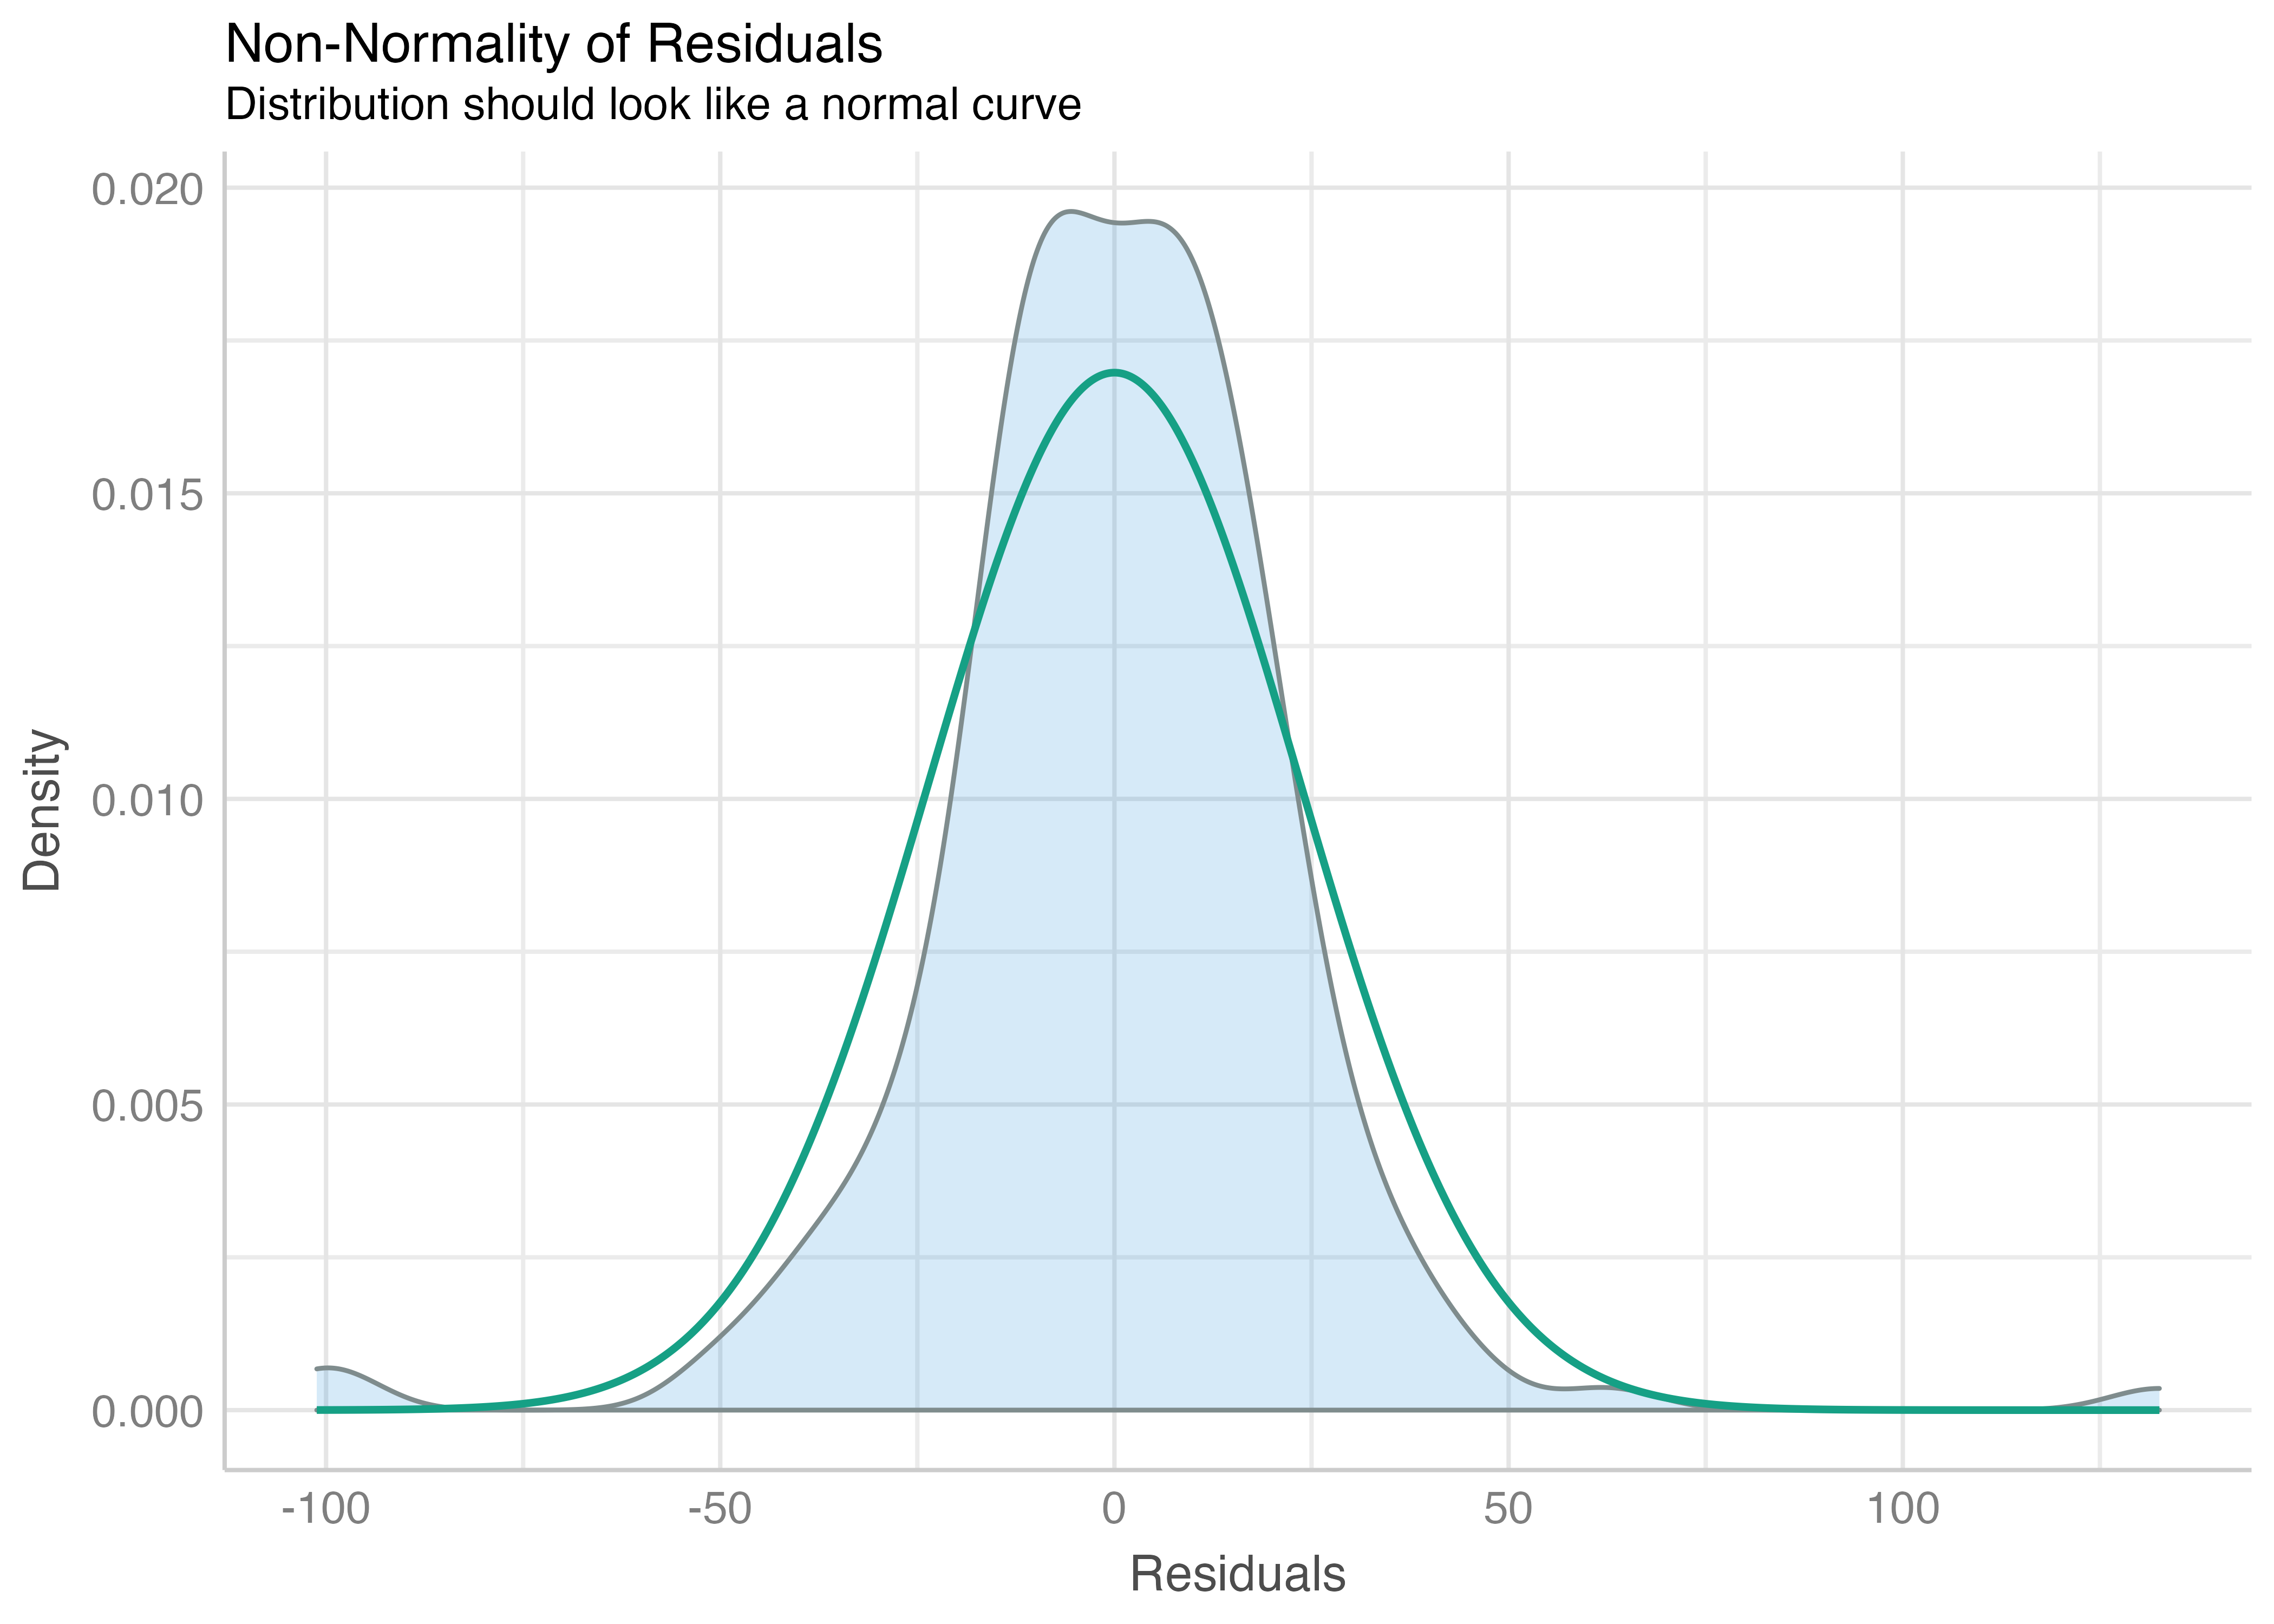 Non-Normality of Residuals
Distribution should look like a normal curve
0.020
0.015
0.010
0.005
0.000
Density
-100
-50
0
50
100
Residuals